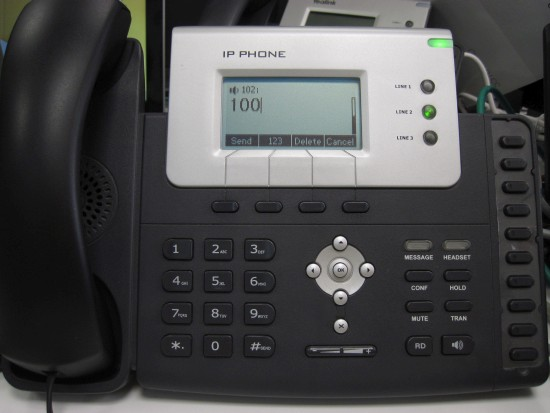 IP PHONE
102:
100
Send 123 Delete Cancel
LINE 1
LINE 2
LINE 3
1 2ABC 3DEF
4GHI 5JKL 6MNO
7PQRS 8TUV 9WXYZ
*. 0 #SEND
OK
MESSAGE HEADSET
CONF HOLD
MUTE TRAN
RD